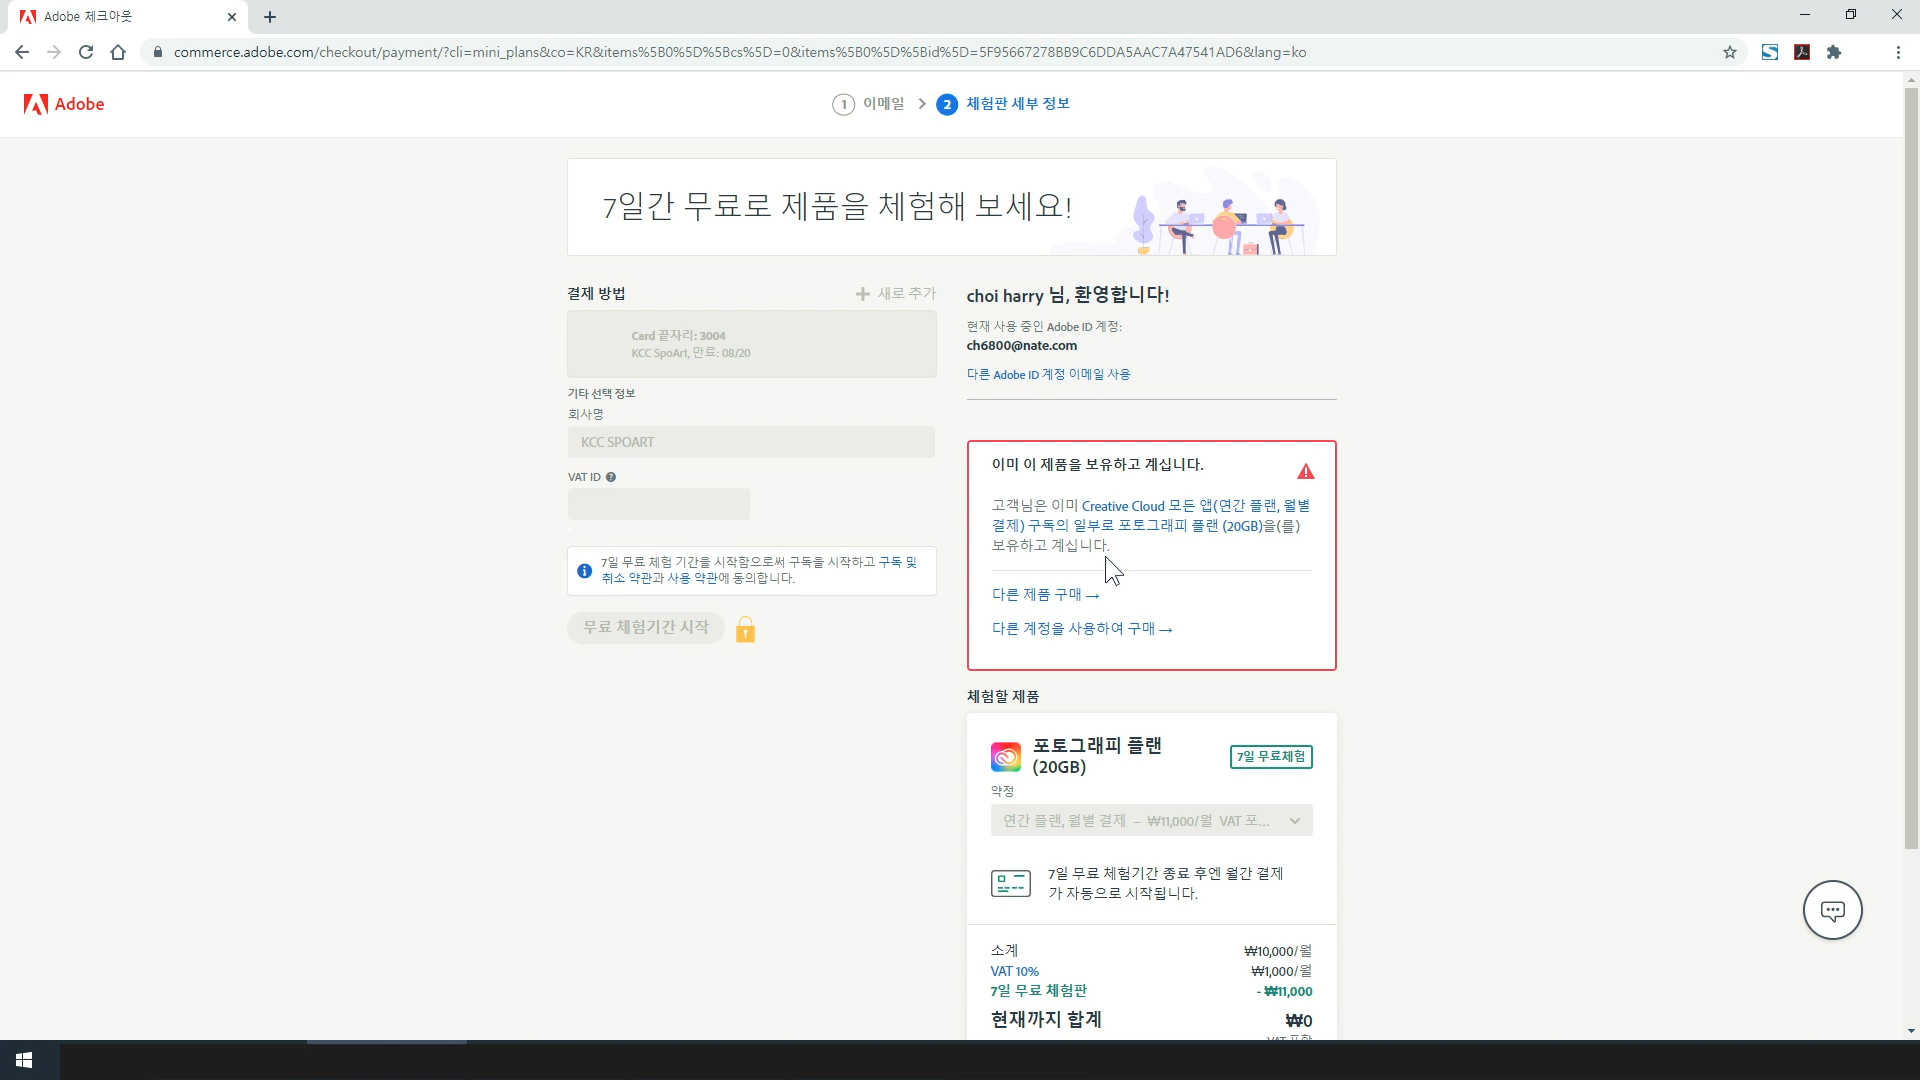 Adobe 체크아웃
commerce.adobe.com/checkout/payment/?cli=mini_plans&co=KR&items%5B0%5D%5Bcs%5D=0&items%5B0%5D%5Bid%5D=5F95667278BB9C6DDA5AAC7A47541AD6&lang=ko
Adobe
1 이메일 > 2 체험판 세부 정보
7일간 무료로 제품을 체험해 보세요!
결제 방법
+ 새로 추가
Card 끝자리: 3004
KCC SpoArt, 만료: 08/20
기타 선택 정보
회사명
KCC SPOART
VAT ID ?
7일 무료 체험 기간을 시작함으로써 구독을 시작하고 구독 및
취소 약관과 사용 약관에 동의합니다.
무료 체험기간 시작
choi harry 님, 환영합니다!
현재 사용 중인 Adobe ID 계정:
ch6800@nate.com
다른 Adobe ID 계정 이메일 사용
이미 이 제품을 보유하고 계십니다.
고객님은 이미 Creative Cloud 모든 앱(연간 플랜, 월별
결제) 구독의 일부로 포토그래피 플랜 (20GB)을(를)
보유하고 계십니다.
다른 제품 구매 →
다른 계정을 사용하여 구매 →
체험할 제품
포토그래피 플랜
(20GB)
7일 무료체험
약정
연간 플랜, 월별 결제 – ₩11,000/월 VAT 포...
7일 무료 체험기간 종료 후엔 월간 결제
가 자동으로 시작됩니다.
소계 ₩10,000/월
VAT 10% ₩1,000/월
7일 무료 체험판 - ₩11,000
현재까지 합계 ₩0